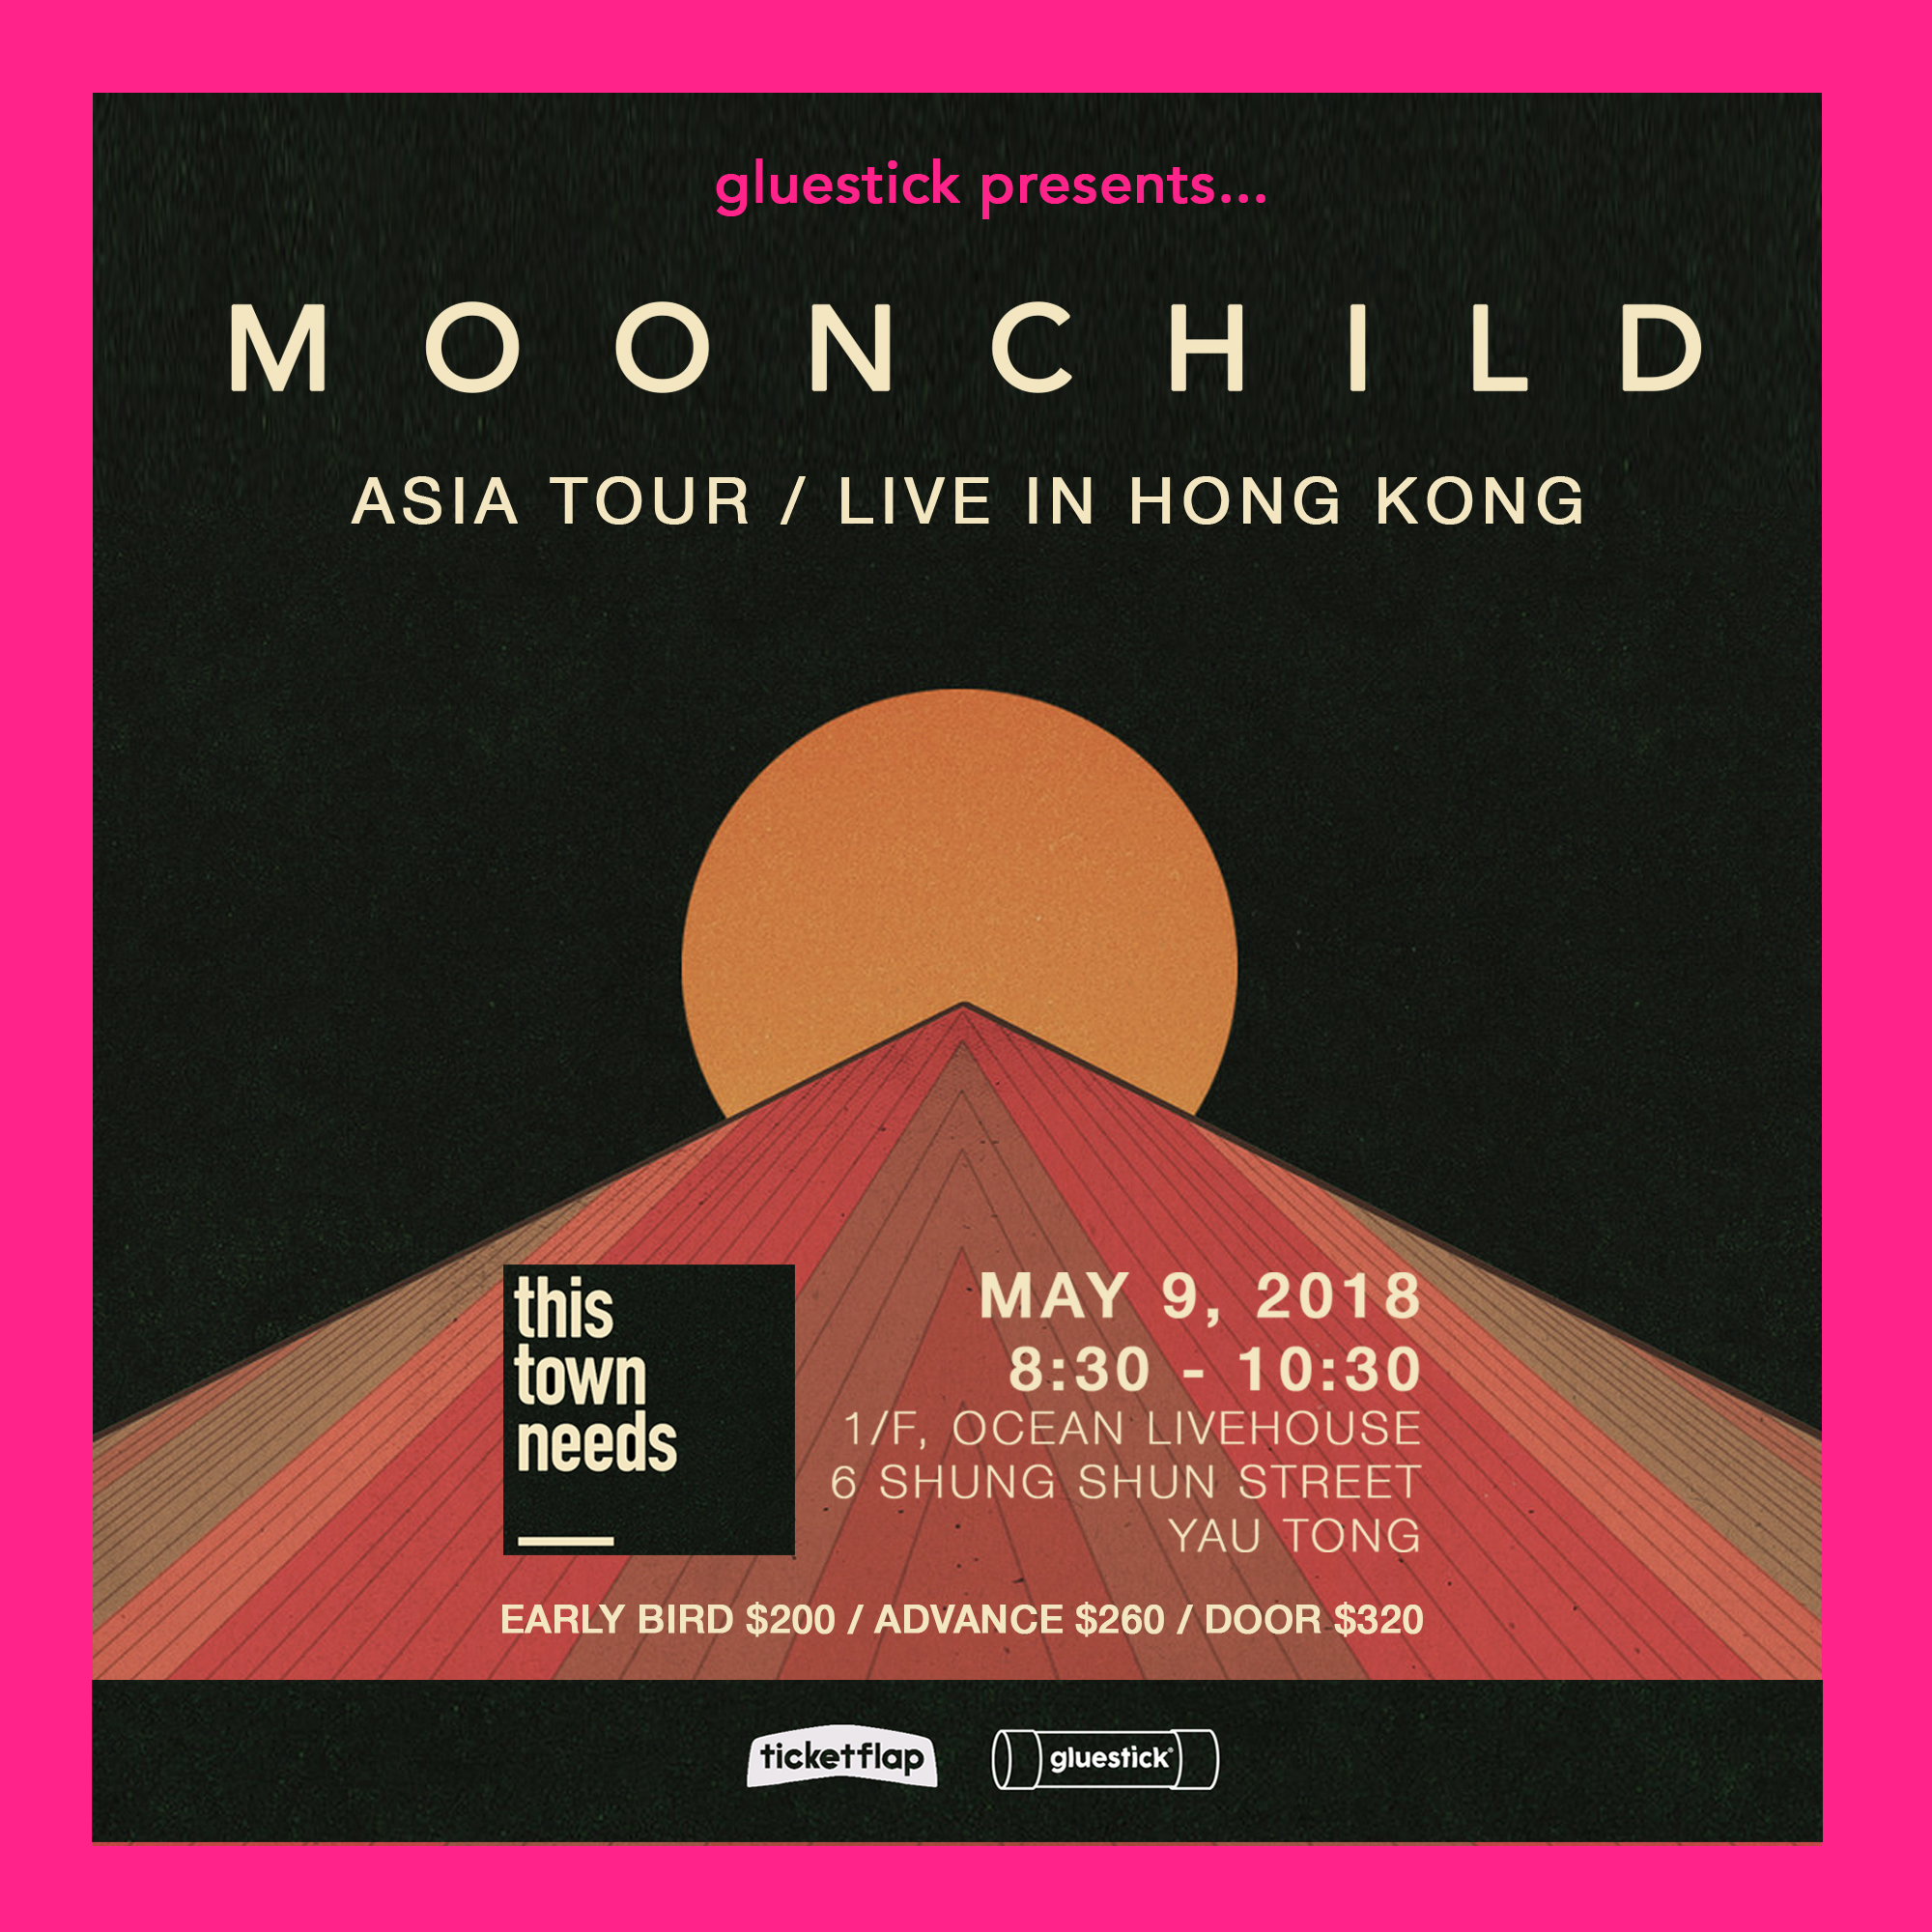 gluestick presents...
MOONCHILD
ASIA TOUR / LIVE IN HONG KONG
this
town
needs
MAY 9, 2018
8:30 - 10:30
1/F, OCEAN LIVEHOUSE
6 SHUNG SHUN STREET
YAU TONG
EARLY BIRD $200 / ADVANCE $260 / DOOR $320
ticketflap
gluestick